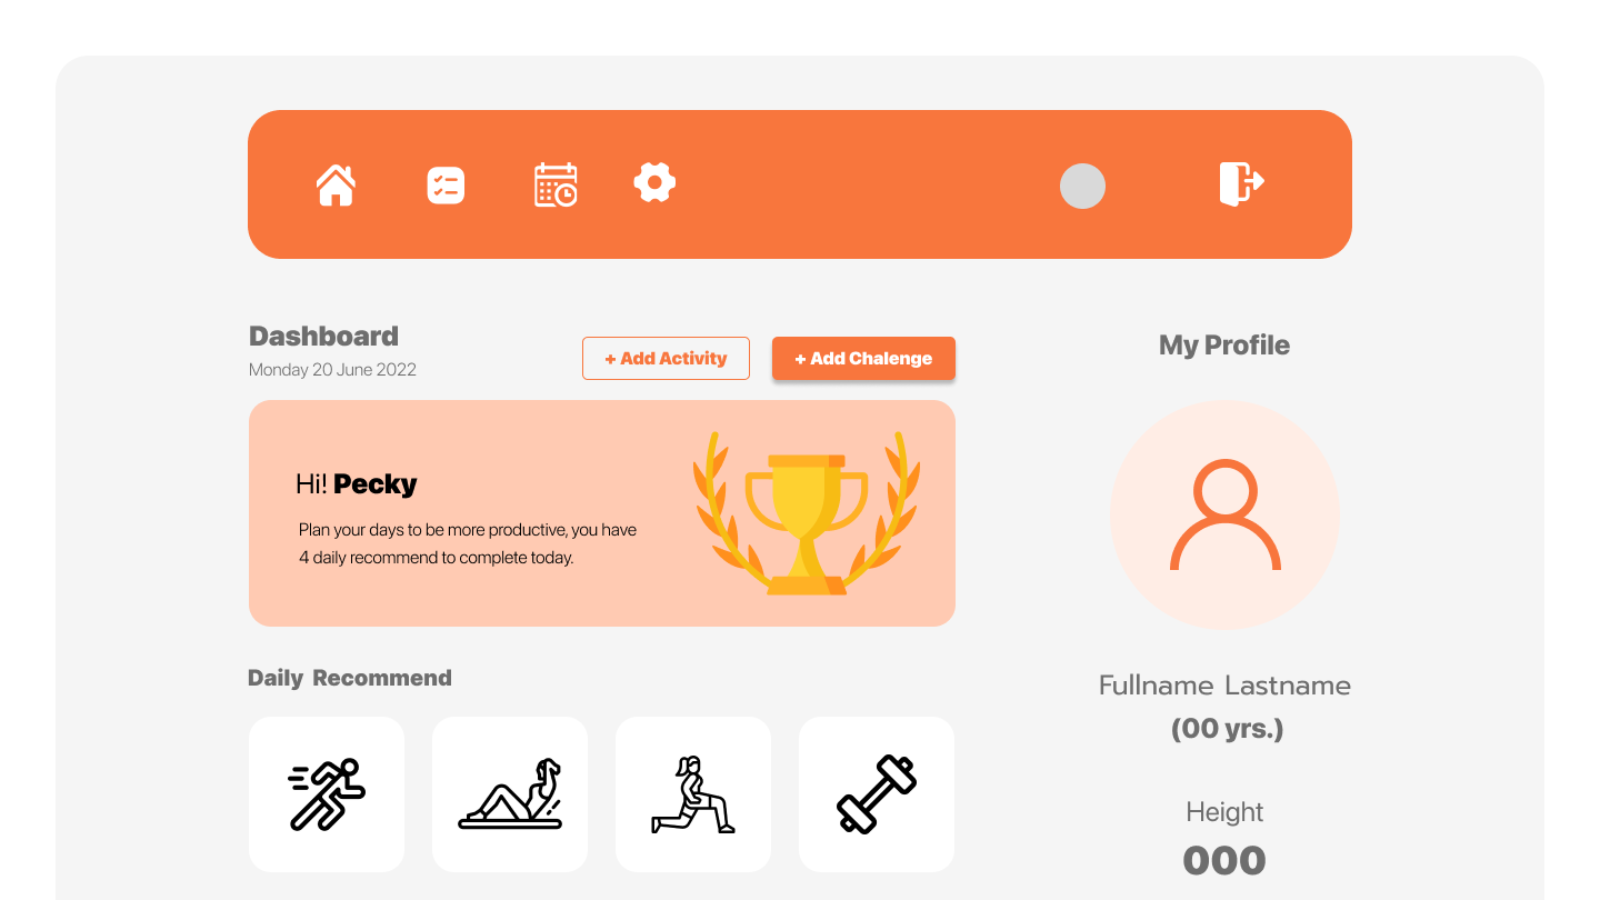 Dashboard
Monday 20 June 2022
+ Add Activity
+ Add Chalenge
Hi! Pecky
Plan your days to be more productive, you have
4 daily recommend to complete today.
Daily Recommend
My Profile
Fullname Lastname
(00 yrs.)
Height
000